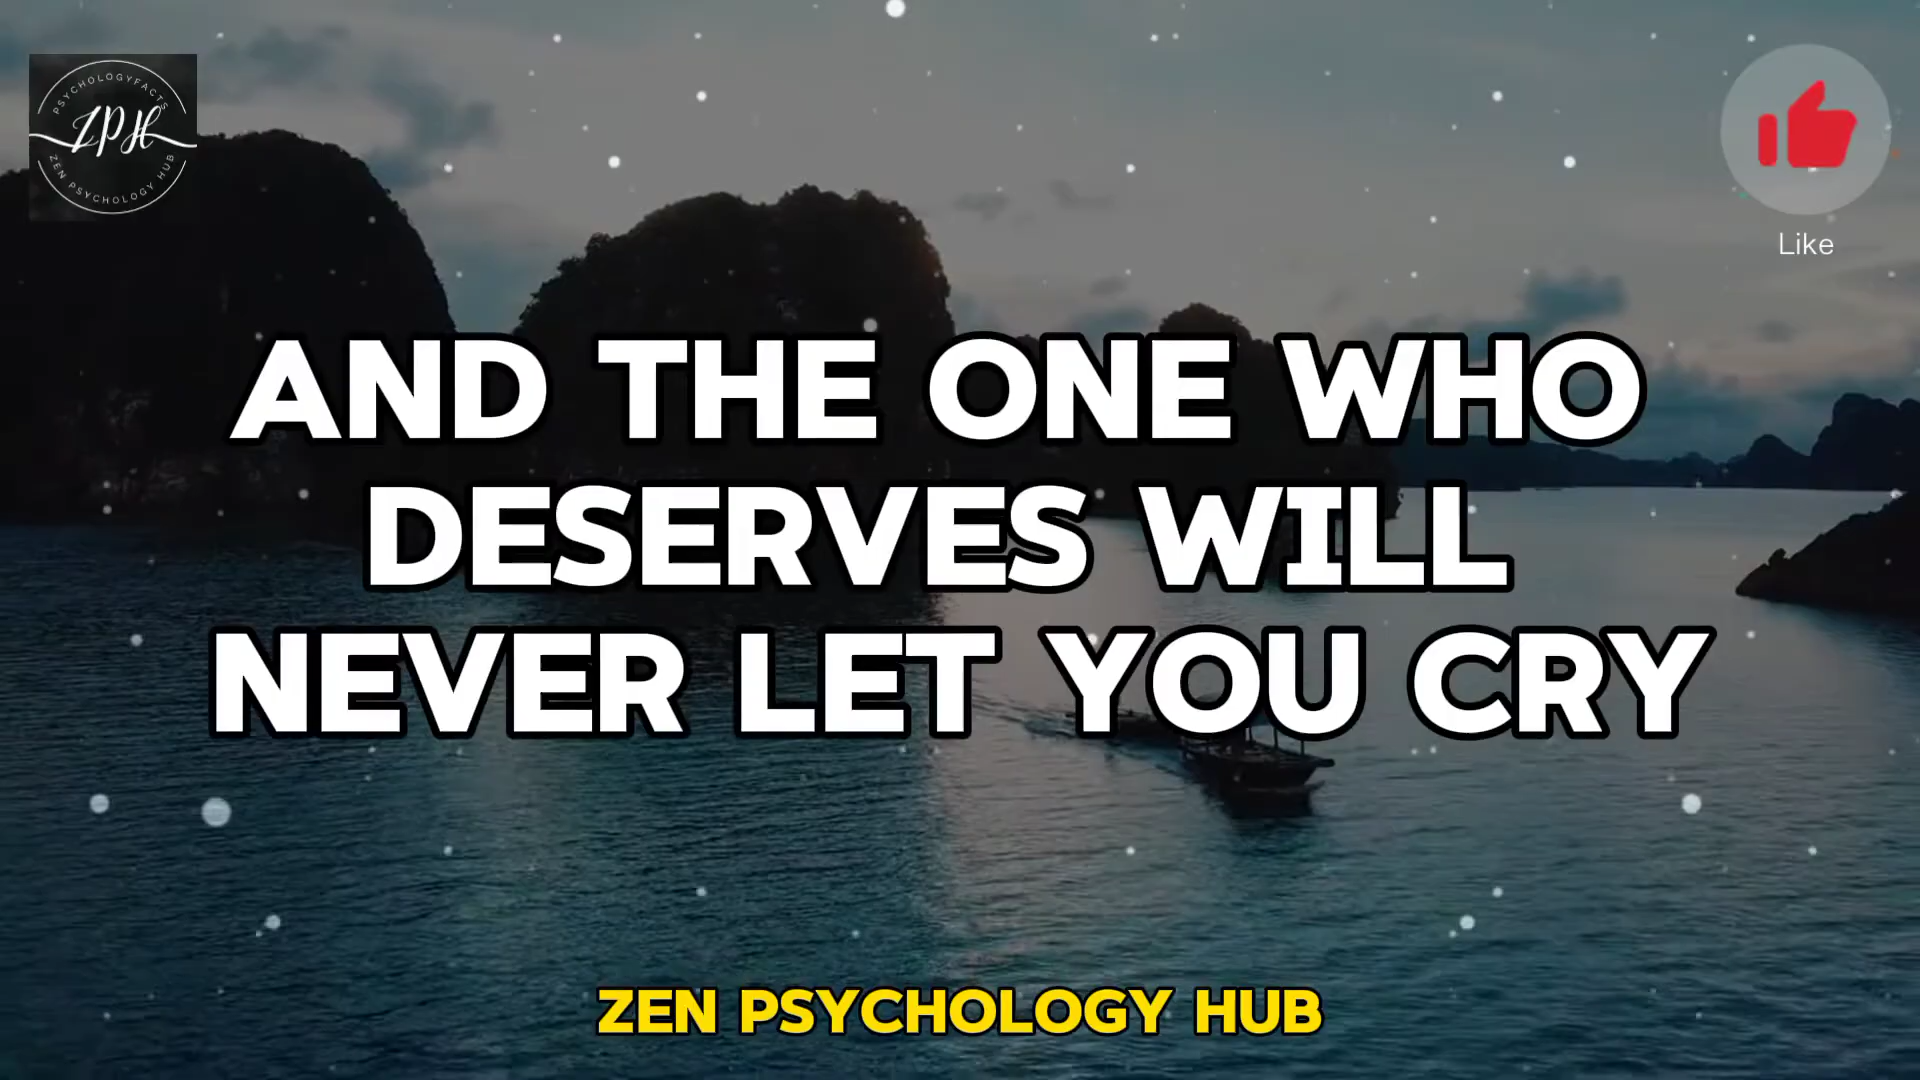 PSYCHOLOGYFACTS
ZPH
ZEN PSYCHOLOGY HUB
Like
AND THE ONE WHO
DESERVES WILL
NEVER LET YOU CRY
ZEN PSYCHOLOGY HUB